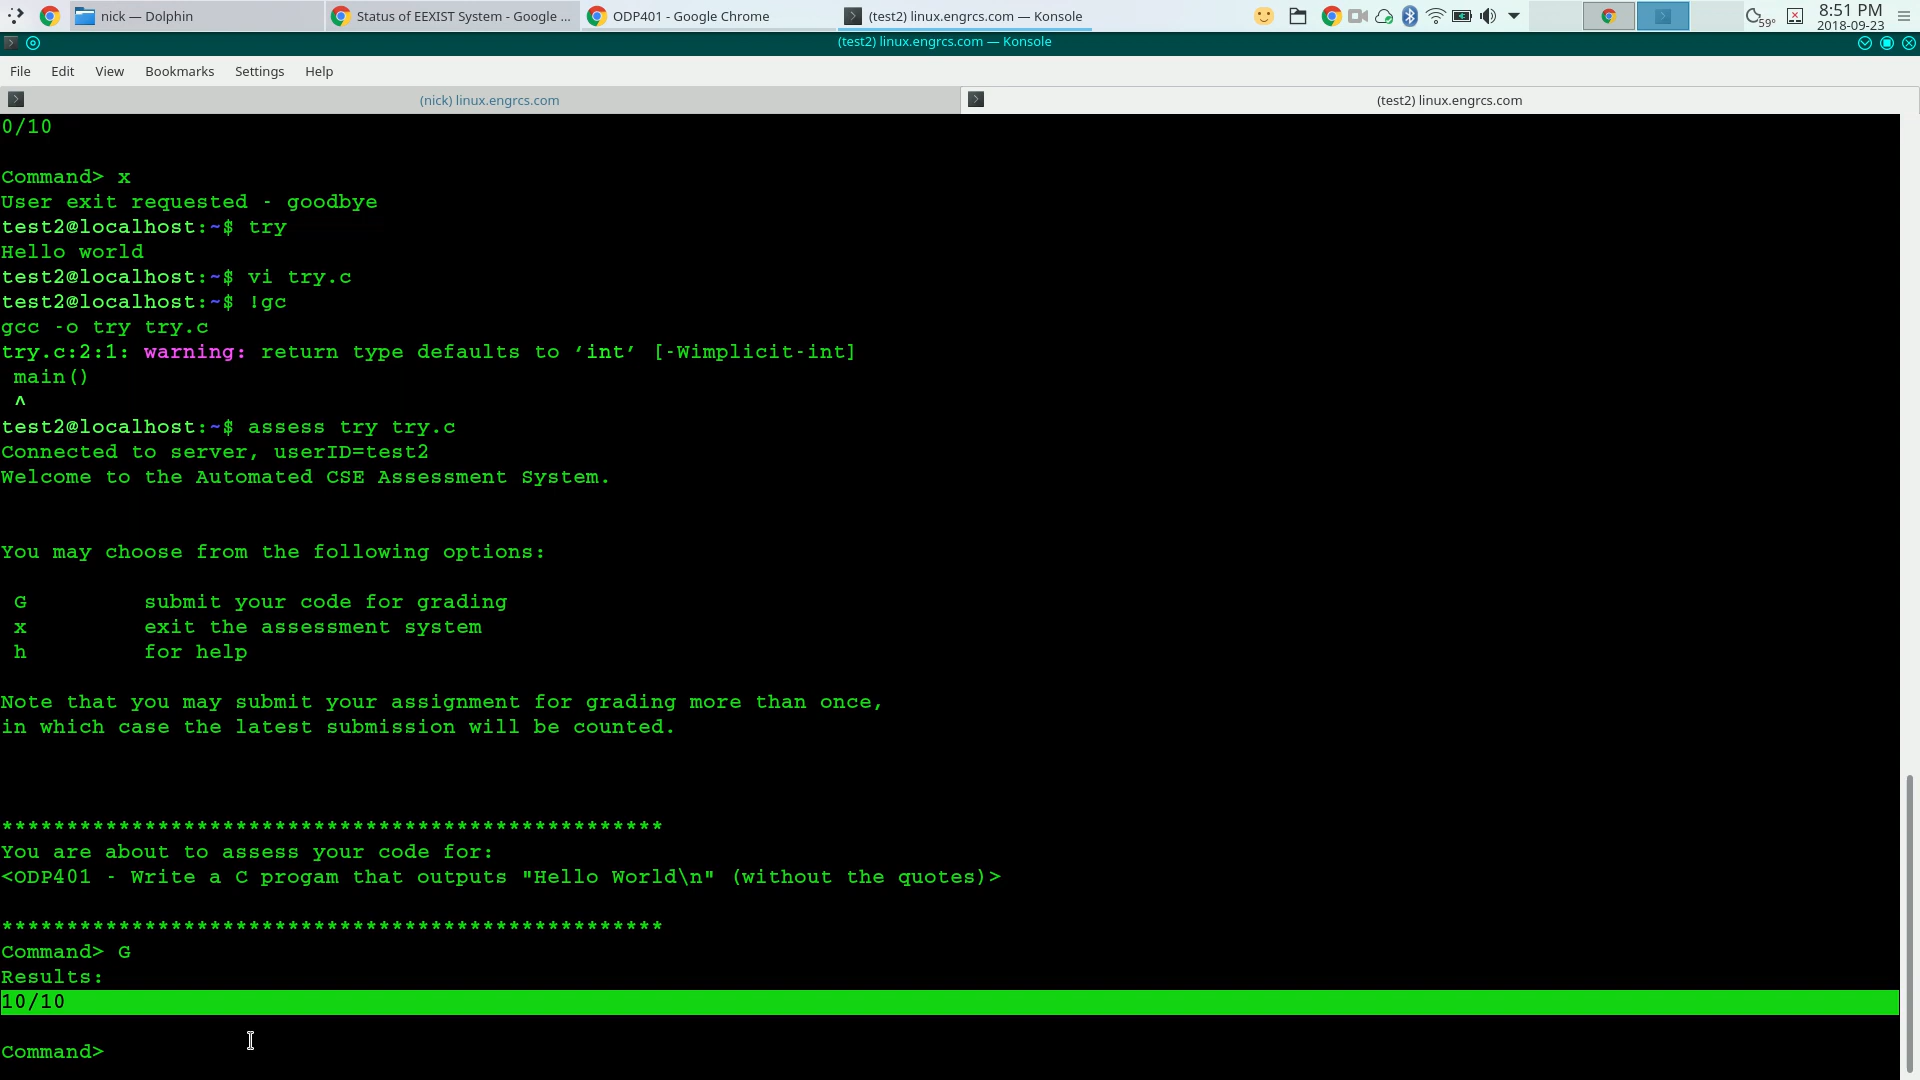 nick — Dolphin
Status of EEXIST System - Google ...
ODP401 - Google Chrome
(test2) linux.engrcs.com — Konsole
59°
8:51 PM
2018-09-23
(test2) linux.engrcs.com — Konsole
File Edit View Bookmarks Settings Help
(nick) linux.engrcs.com
(test2) linux.engrcs.com
0/10
Command> x
User exit requested - goodbye
test2@localhost:~$ try
Hello world
test2@localhost:~$ vi try.c
test2@localhost:~$ !gc
gcc -o try try.c
try.c:2:1: warning: return type defaults to ‘int’ [-Wimplicit-int]
main()
^
test2@localhost:~$ assess try try.c
Connected to server, userID=test2
Welcome to the Automated CSE Assessment System.
You may choose from the following options:
G submit your code for grading
x exit the assessment system
h for help
Note that you may submit your assignment for grading more than once,
in which case the latest submission will be counted.
***************************************************
You are about to assess your code for:
<ODP401 - Write a C progam that outputs "Hello World\n" (without the quotes)>
***************************************************
Command> G
Results:
10/10
Command>